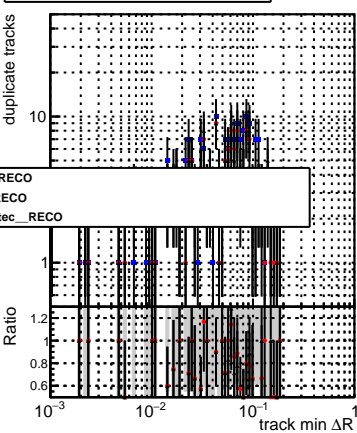 duplicate tracks
10
RECO
RECO
tec__RECO
1
Ratio
1.2
1
0.8
0.6
10−3 10−2 10−1 1
track min ΔR